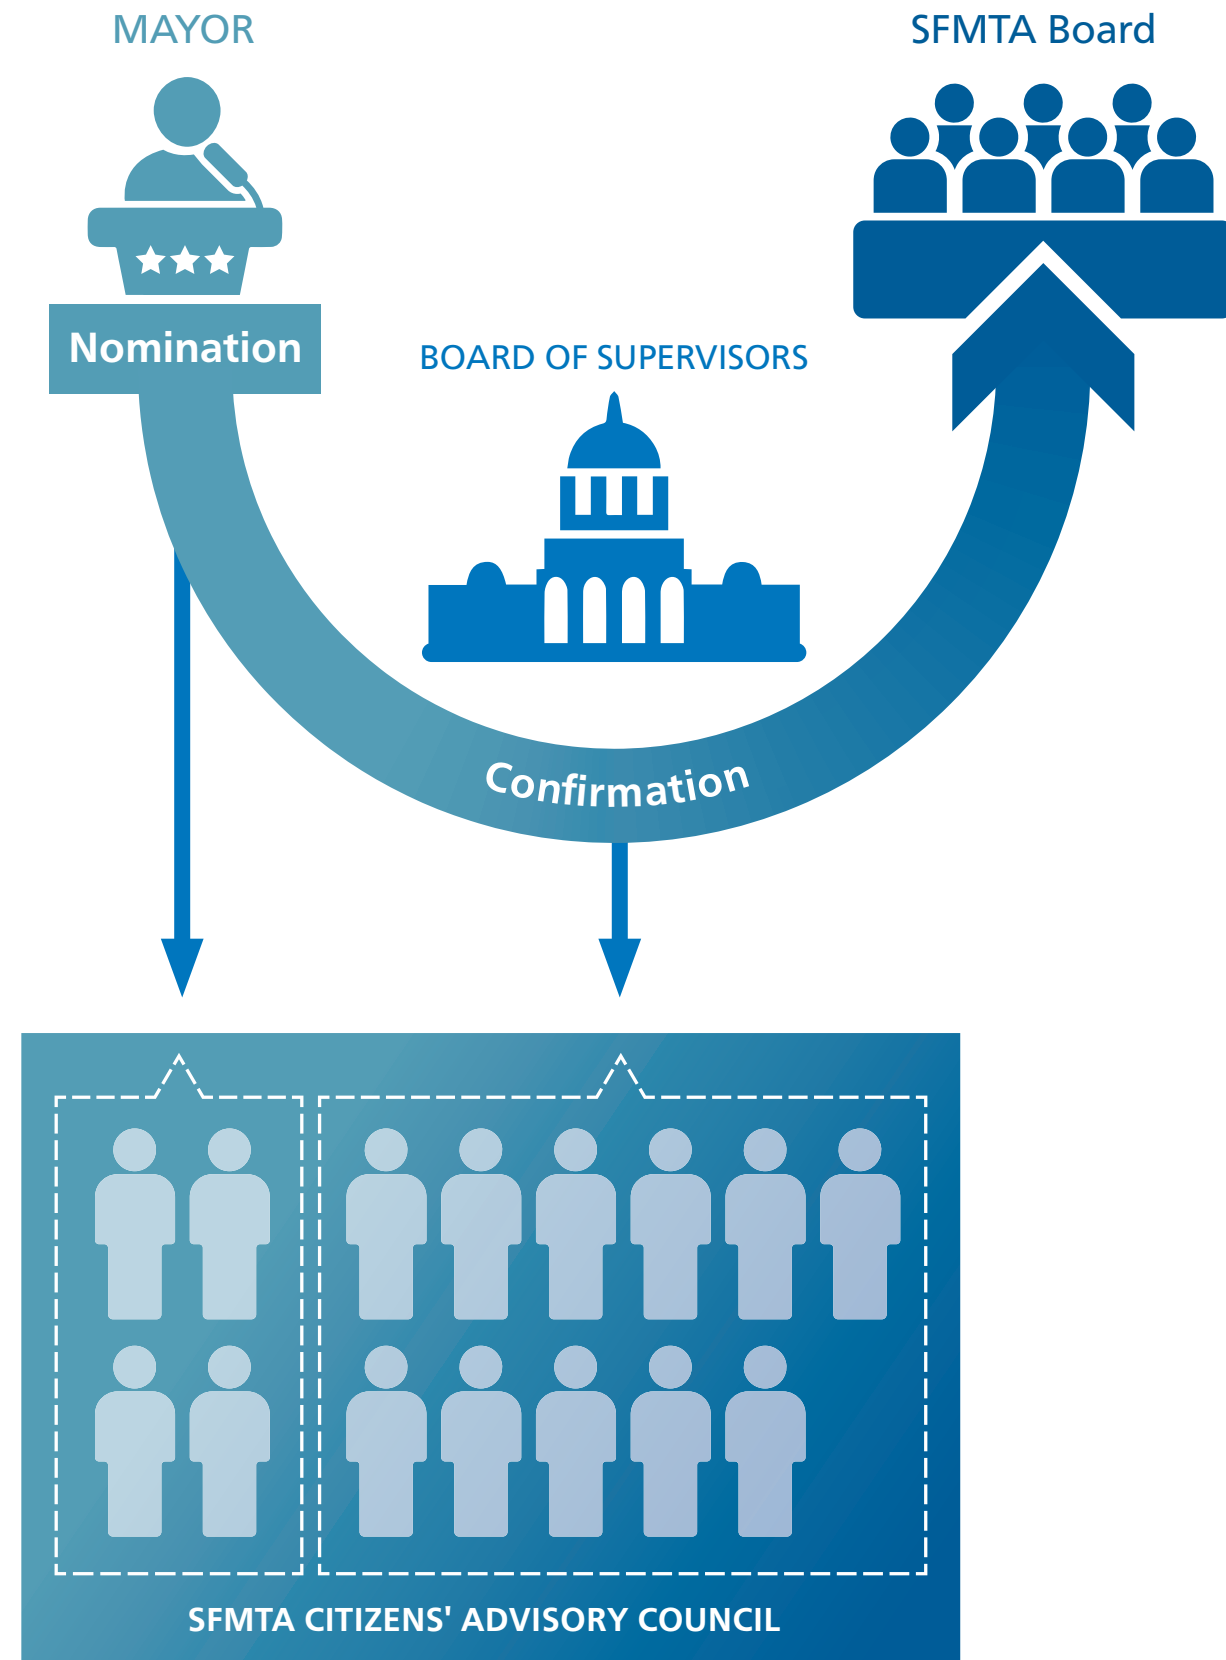 MAYOR
SFMTA Board
Nomination
BOARD OF SUPERVISORS
Confirmation
SFMTA CITIZENS' ADVISORY COUNCIL